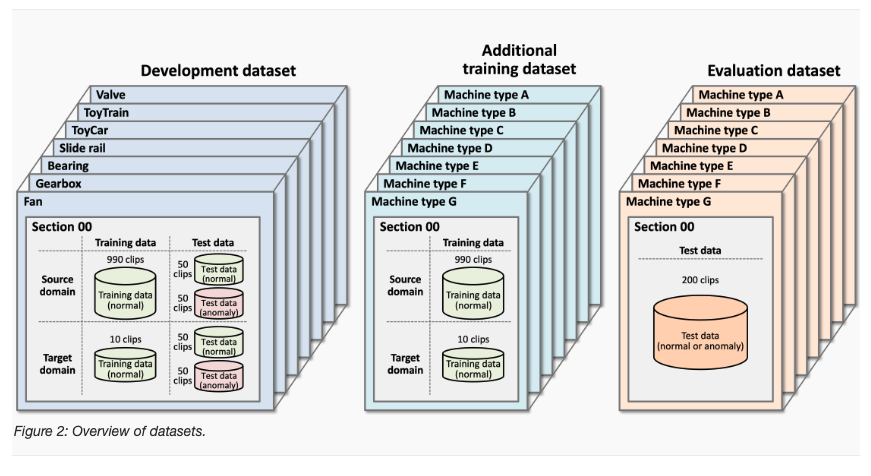 Development dataset
Valve
ToyTrain
ToyCar
Slide rail
Bearing
Gearbox
Fan
Section 00
Training data
Test data
Source
domain
990 clips
Training data
(normal)
50
clips
Test data
(normal)
50
clips
Test data
(anomaly)
Target
domain
10 clips
Training data
(normal)
50
clips
Test data
(normal)
50
clips
Test data
(anomaly)
Additional
training dataset
Machine type A
Machine type B
Machine type C
Machine type D
Machine type E
Machine type F
Machine type G
Section 00
Training data
Source
domain
990 clips
Training data
(normal)
Target
domain
10 clips
Training data
(normal)
Evaluation dataset
Machine type A
Machine type B
Machine type C
Machine type D
Machine type E
Machine type F
Machine type G
Section 00
Test data
200 clips
Test data
(normal or anomaly)
Figure 2: Overview of datasets.